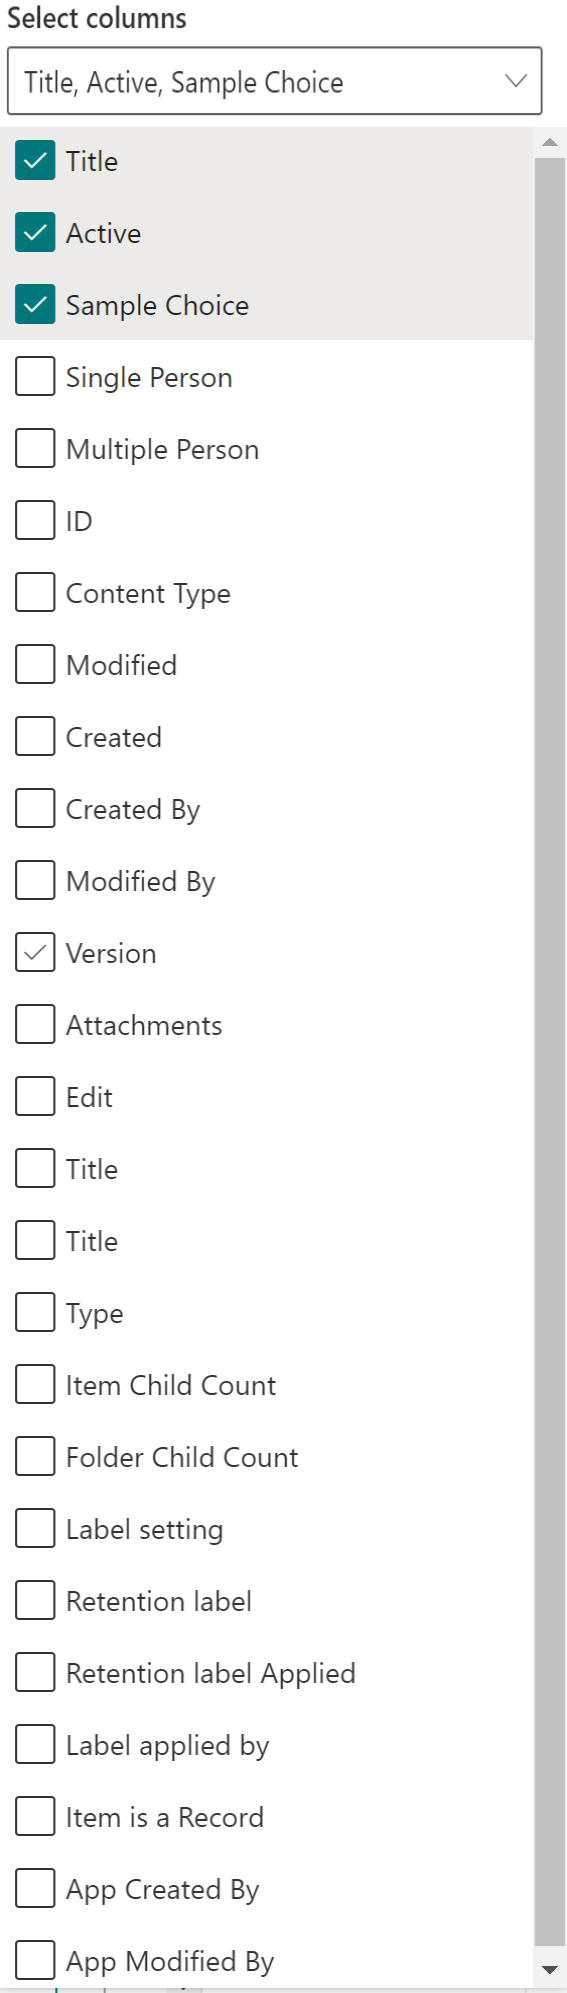 Select columns
Title, Active, Sample Choice
Title
Active
Sample Choice
Single Person
Multiple Person
ID
Content Type
Modified
Created
Created By
Modified By
Version
Attachments
Edit
Title
Title
Type
Item Child Count
Folder Child Count
Label setting
Retention label
Retention label Applied
Label applied by
Item is a Record
App Created By
App Modified By